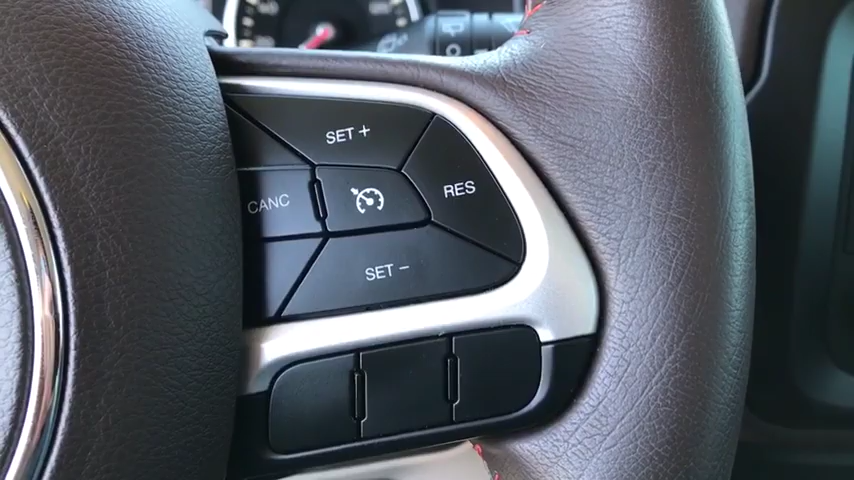 SET +
CANC
RES
SET −